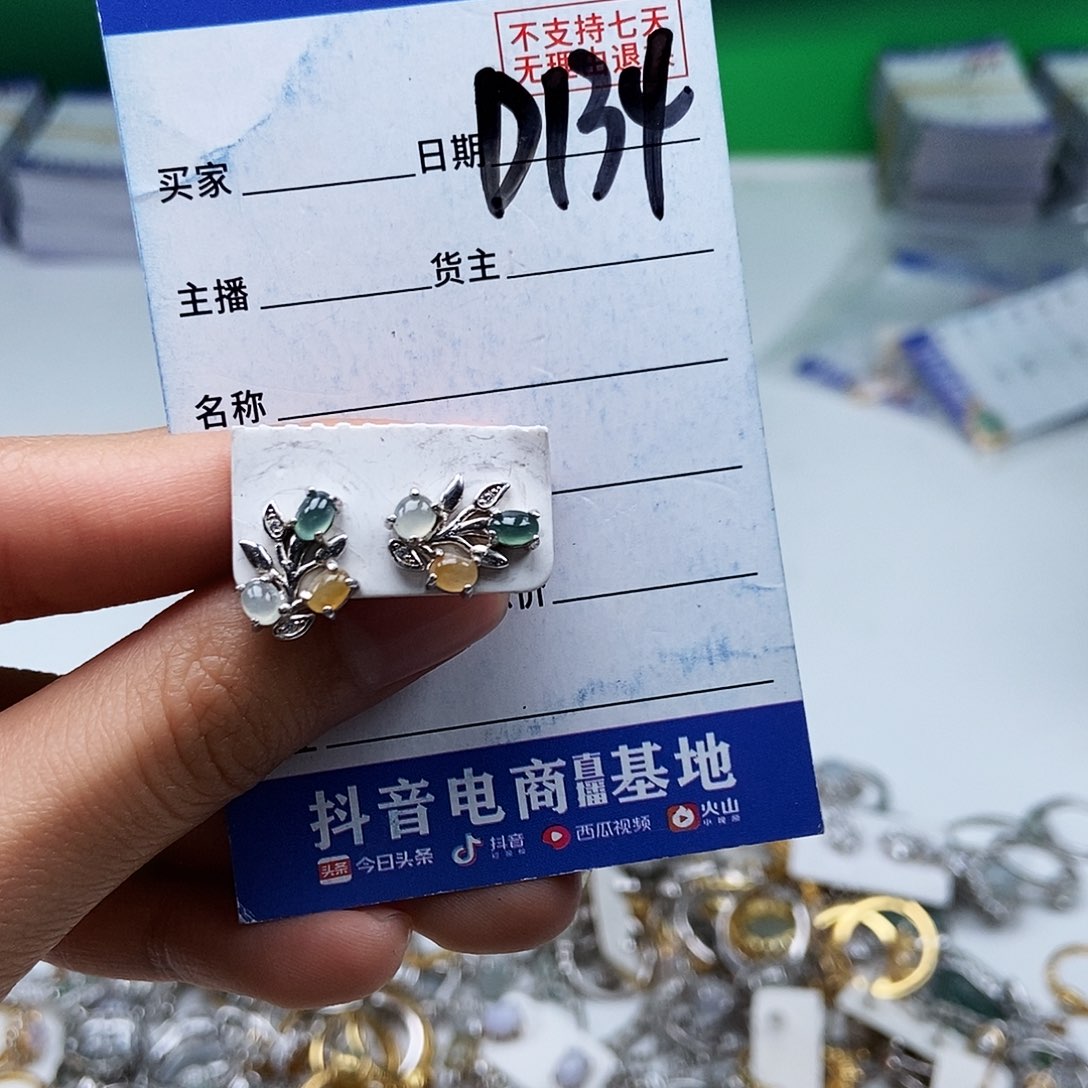 不支持七天
无理由退
D134
买家 日期
主播 货主
名称
抖音电商直播基地
头条 今日头条 抖音 西瓜视频 火山